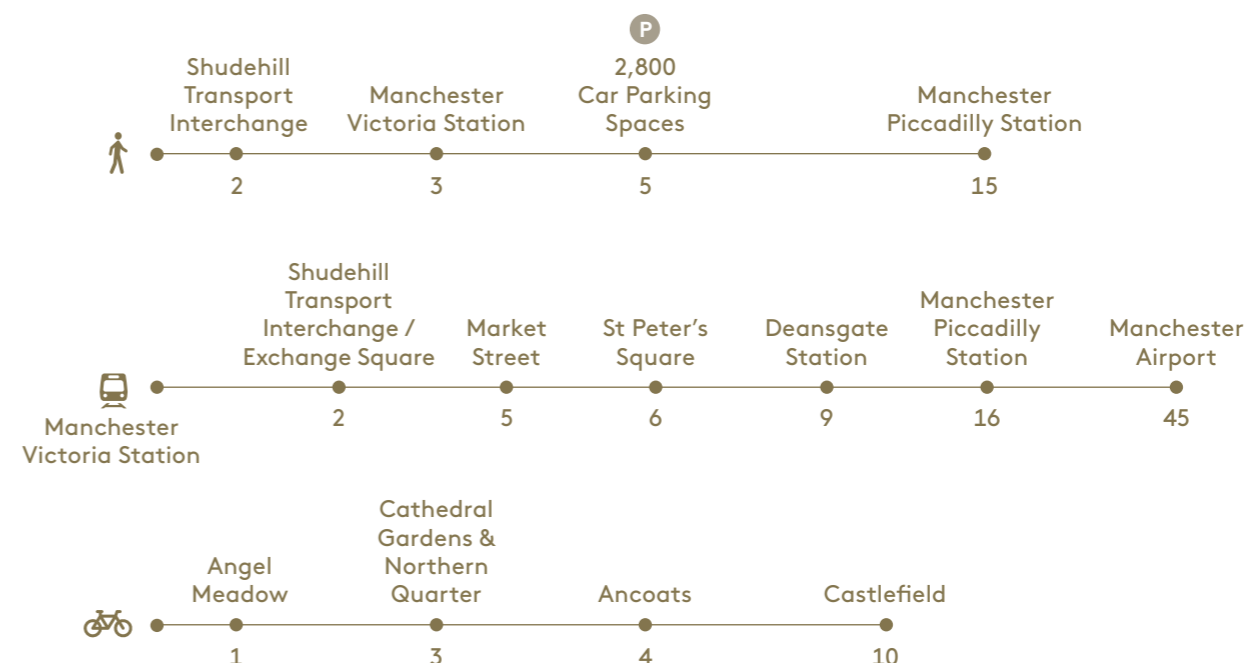 P
Shudehill
Transport
Interchange
Manchester
Victoria Station
2,800
Car Parking
Spaces
Manchester
Piccadilly Station
2
3
5
15
Manchester
Victoria Station
Shudehill
Transport
Interchange /
Exchange Square
Market
Street
St Peter’s
Square
Deansgate
Station
Manchester
Piccadilly
Station
Manchester
Airport
2
5
6
9
16
45
Angel
Meadow
Cathedral
Gardens &
Northern
Quarter
Ancoats
Castlefield
1
3
4
10